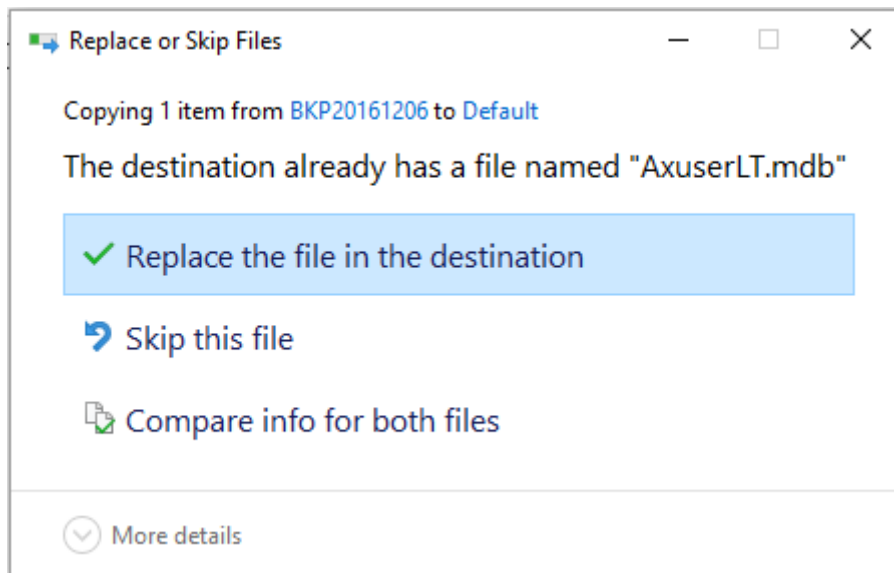 Replace or Skip Files
Copying 1 item from BKP20161206 to Default
The destination already has a file named "AxuserLT.mdb"
Replace the file in the destination
Skip this file
Compare info for both files
More details